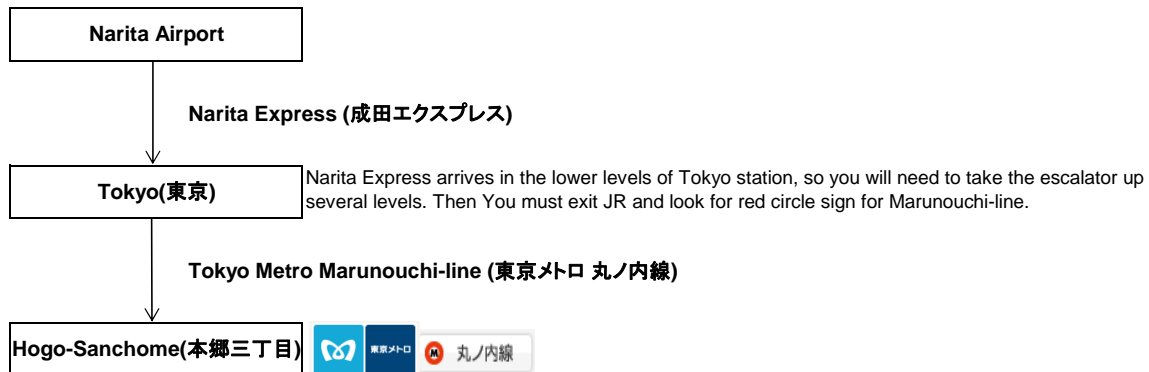 Narita Airport
Narita Express (成田エクスプレス)
Tokyo(東京)
Narita Express arrives in the lower levels of Tokyo station, so you will need to take the escalator up
several levels. Then You must exit JR and look for red circle sign for Marunouchi-line.
Tokyo Metro Marunouchi-line (東京メトロ 丸ノ内線)
Hogo-Sanchome(本郷三丁目)
東京メトロ
M 丸ノ内線